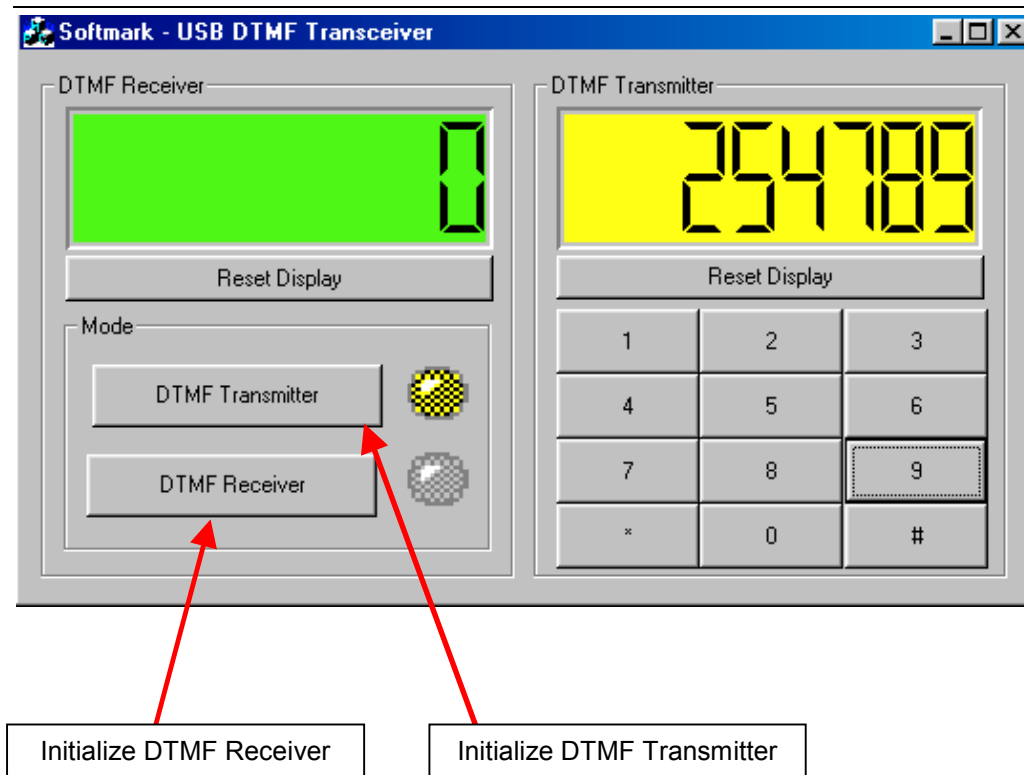 Softmark - USB DTMF Transceiver
DTMF Receiver
0
Reset Display
Mode
DTMF Transmitter
DTMF Receiver
DTMF Transmitter
254789
Reset Display
1 2 3
4 5 6
7 8 9
* 0 #
Initialize DTMF Receiver
Initialize DTMF Transmitter